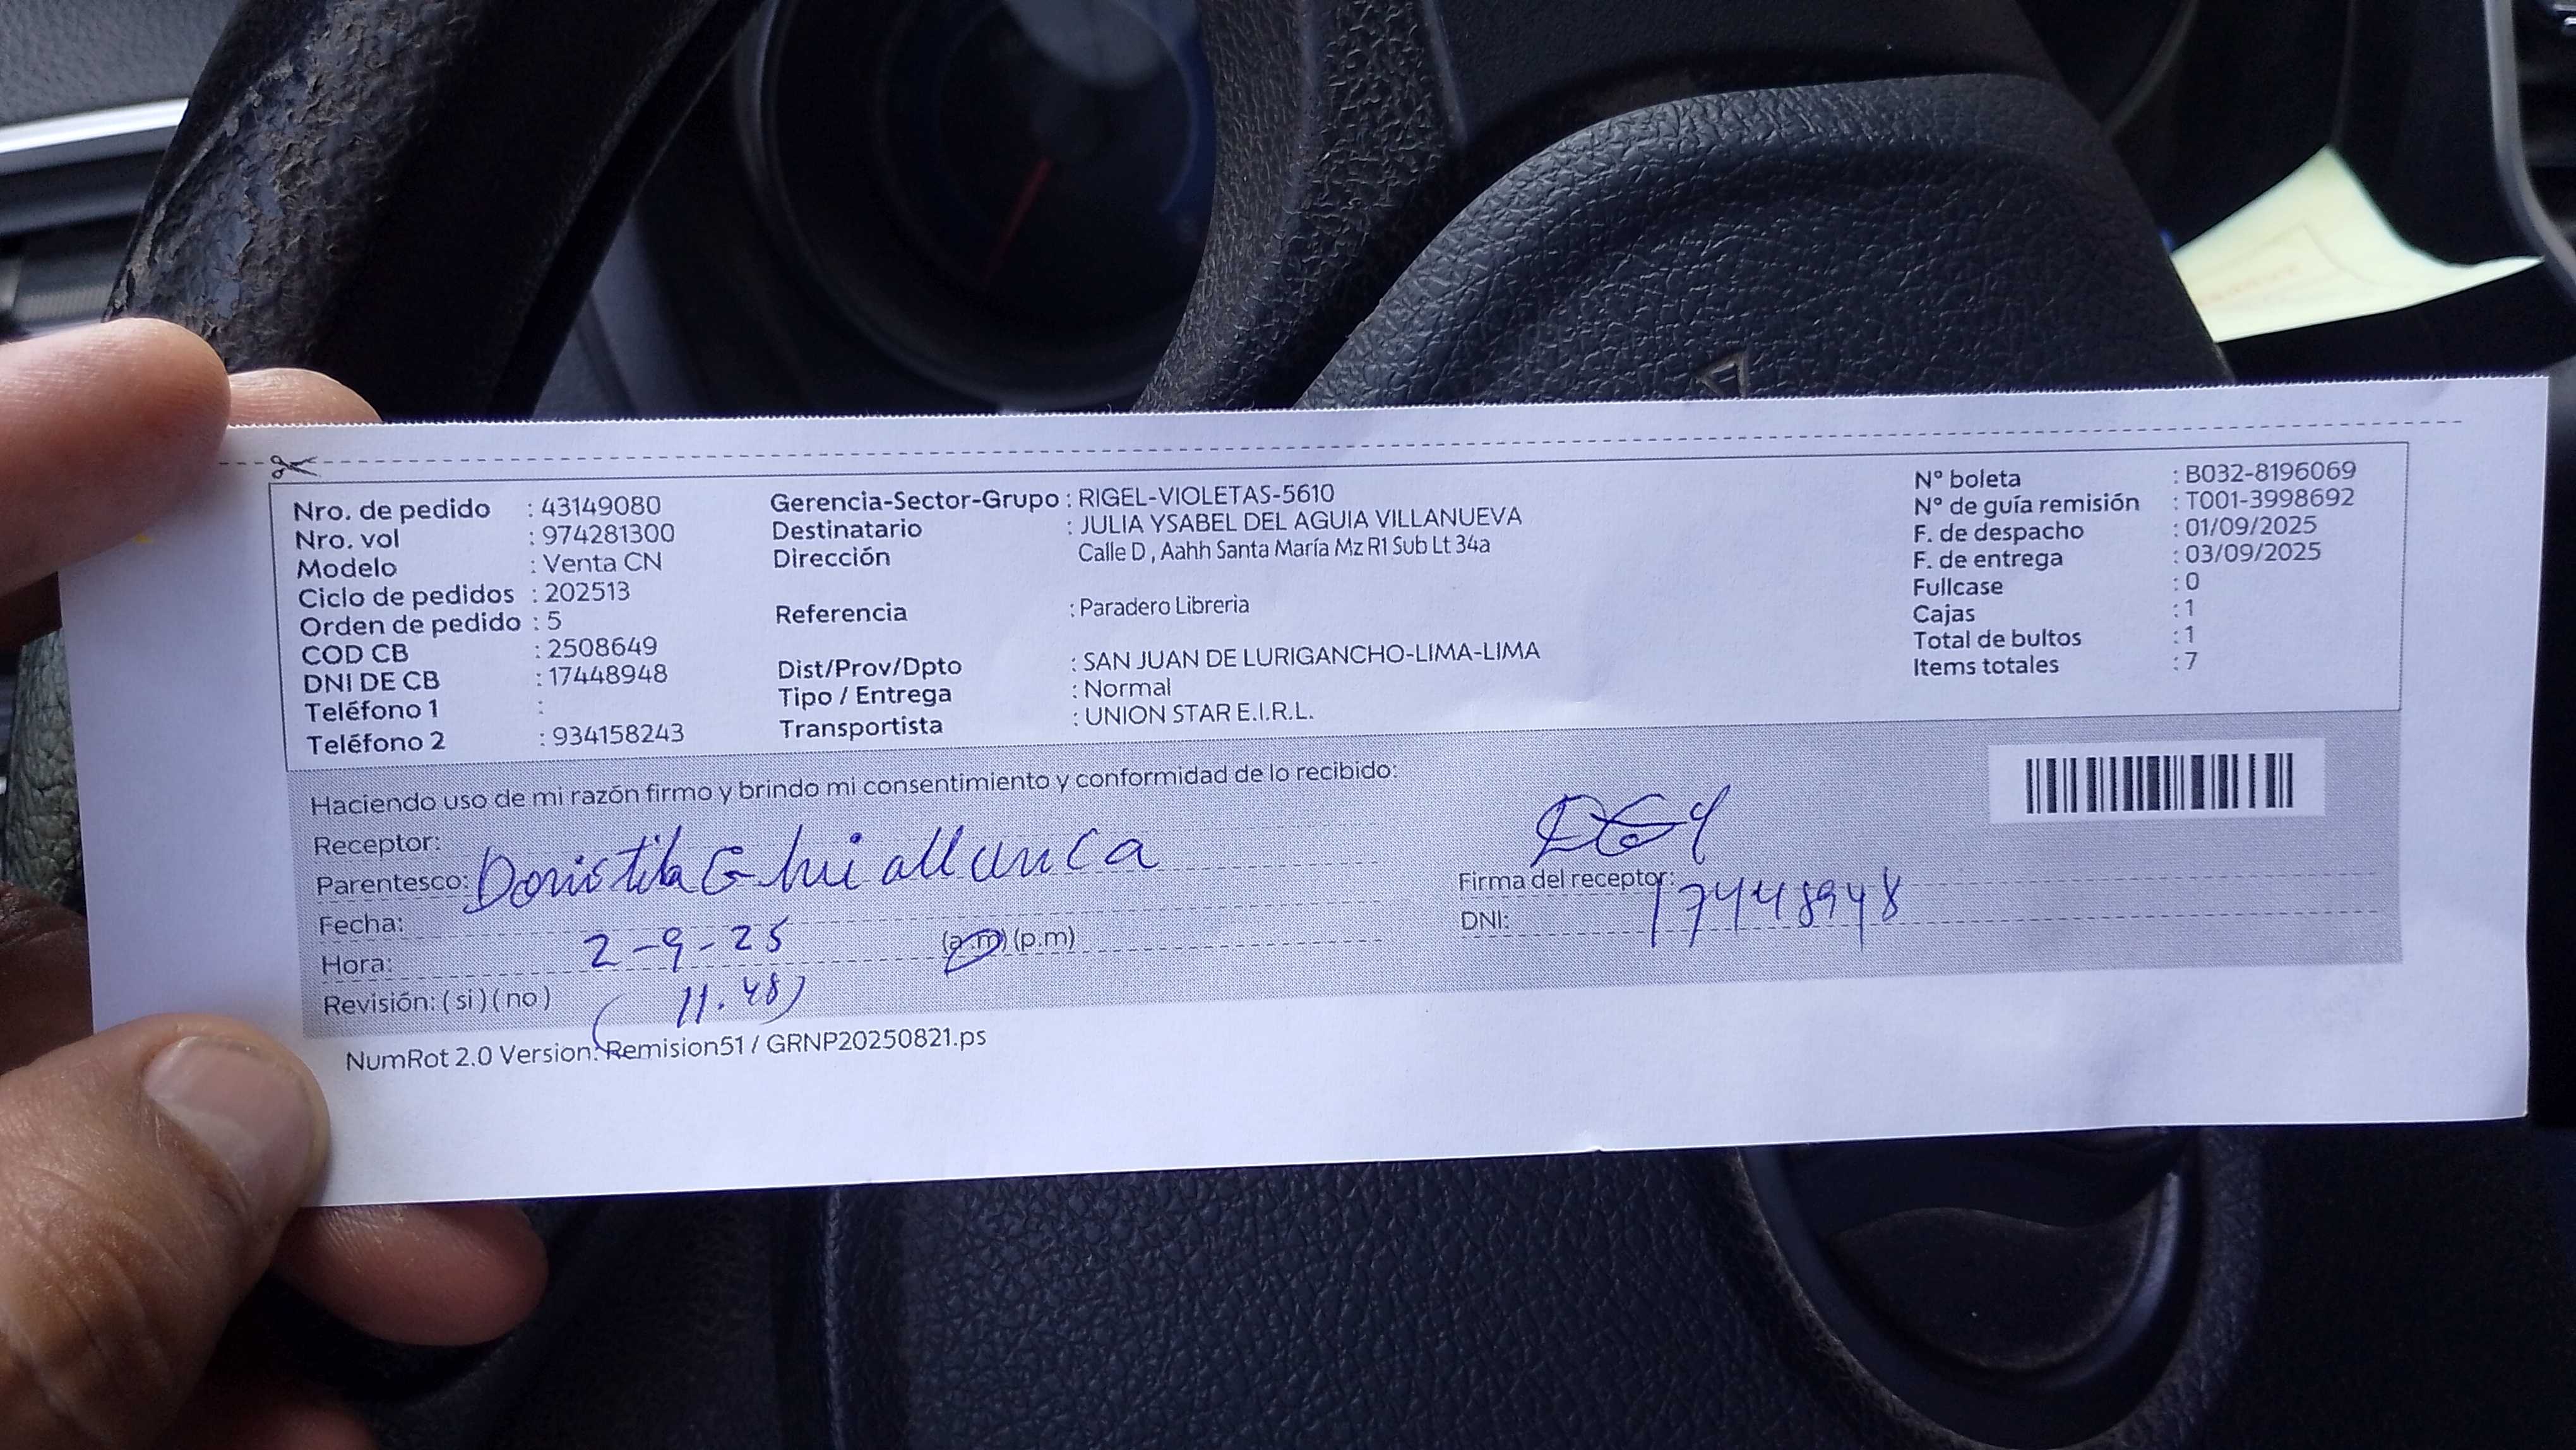 Nro. de pedido : 43149080
Nro. vol : 974281300
Modelo : Venta CN
Ciclo de pedidos : 202513
Orden de pedido : 5
COD CB : 2508649
DNI DE CB : 17448948
Teléfono 1 :
Teléfono 2 : 934158243
Gerencia-Sector-Grupo : RIGEL-VIOLETAS-5610
Destinatario : JULIA YSABEL DEL AGUIA VILLANUEVA
Dirección Calle D , Aahh Santa María Mz R1 Sub Lt 34a
Referencia : Paradero Librería
Dist/Prov/Dpto : SAN JUAN DE LURIGANCHO-LIMA-LIMA
Tipo / Entrega : Normal
Transportista : UNION STAR E.I.R.L.
Nº boleta : B032-8196069
Nº de guía remisión : T001-3998692
F. de despacho : 01/09/2025
F. de entrega : 03/09/2025
Fullcase : 0
Cajas : 1
Total de bultos : 1
Items totales : 7
Haciendo uso de mi razón firmo y brindo mi consentimiento y conformidad de lo recibido:
Receptor:
Parentesco:
Fecha:
2-9-25 (a.m) (p.m)
Hora:
Revisión: ( si ) ( no ) (11.48)
Firma del receptor:
DNI: 17448948
NumRot 2.0 Version: Remision51 / GRNP20250821.ps